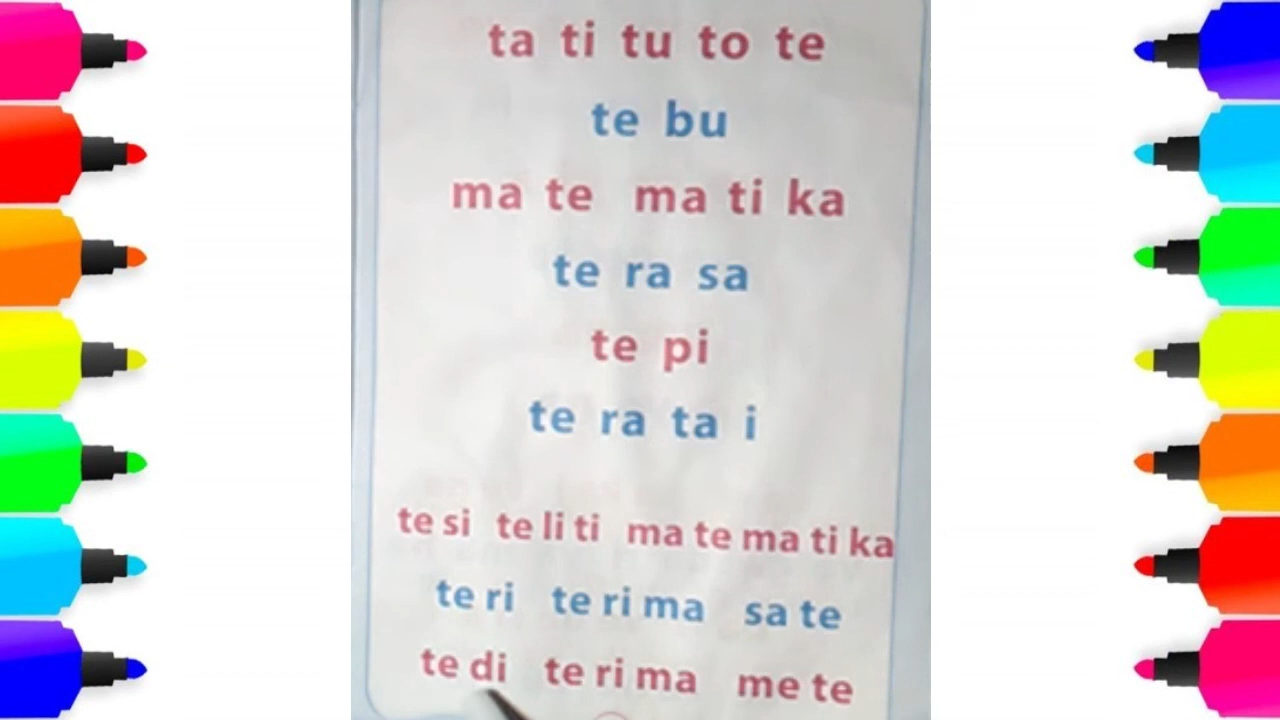 ta ti tu to te
te bu
ma te ma ti ka
te ra sa
te pi
te ra ta i
te si te li ti ma te ma ti ka
te ri te ri ma sa te
te di te ri ma me te